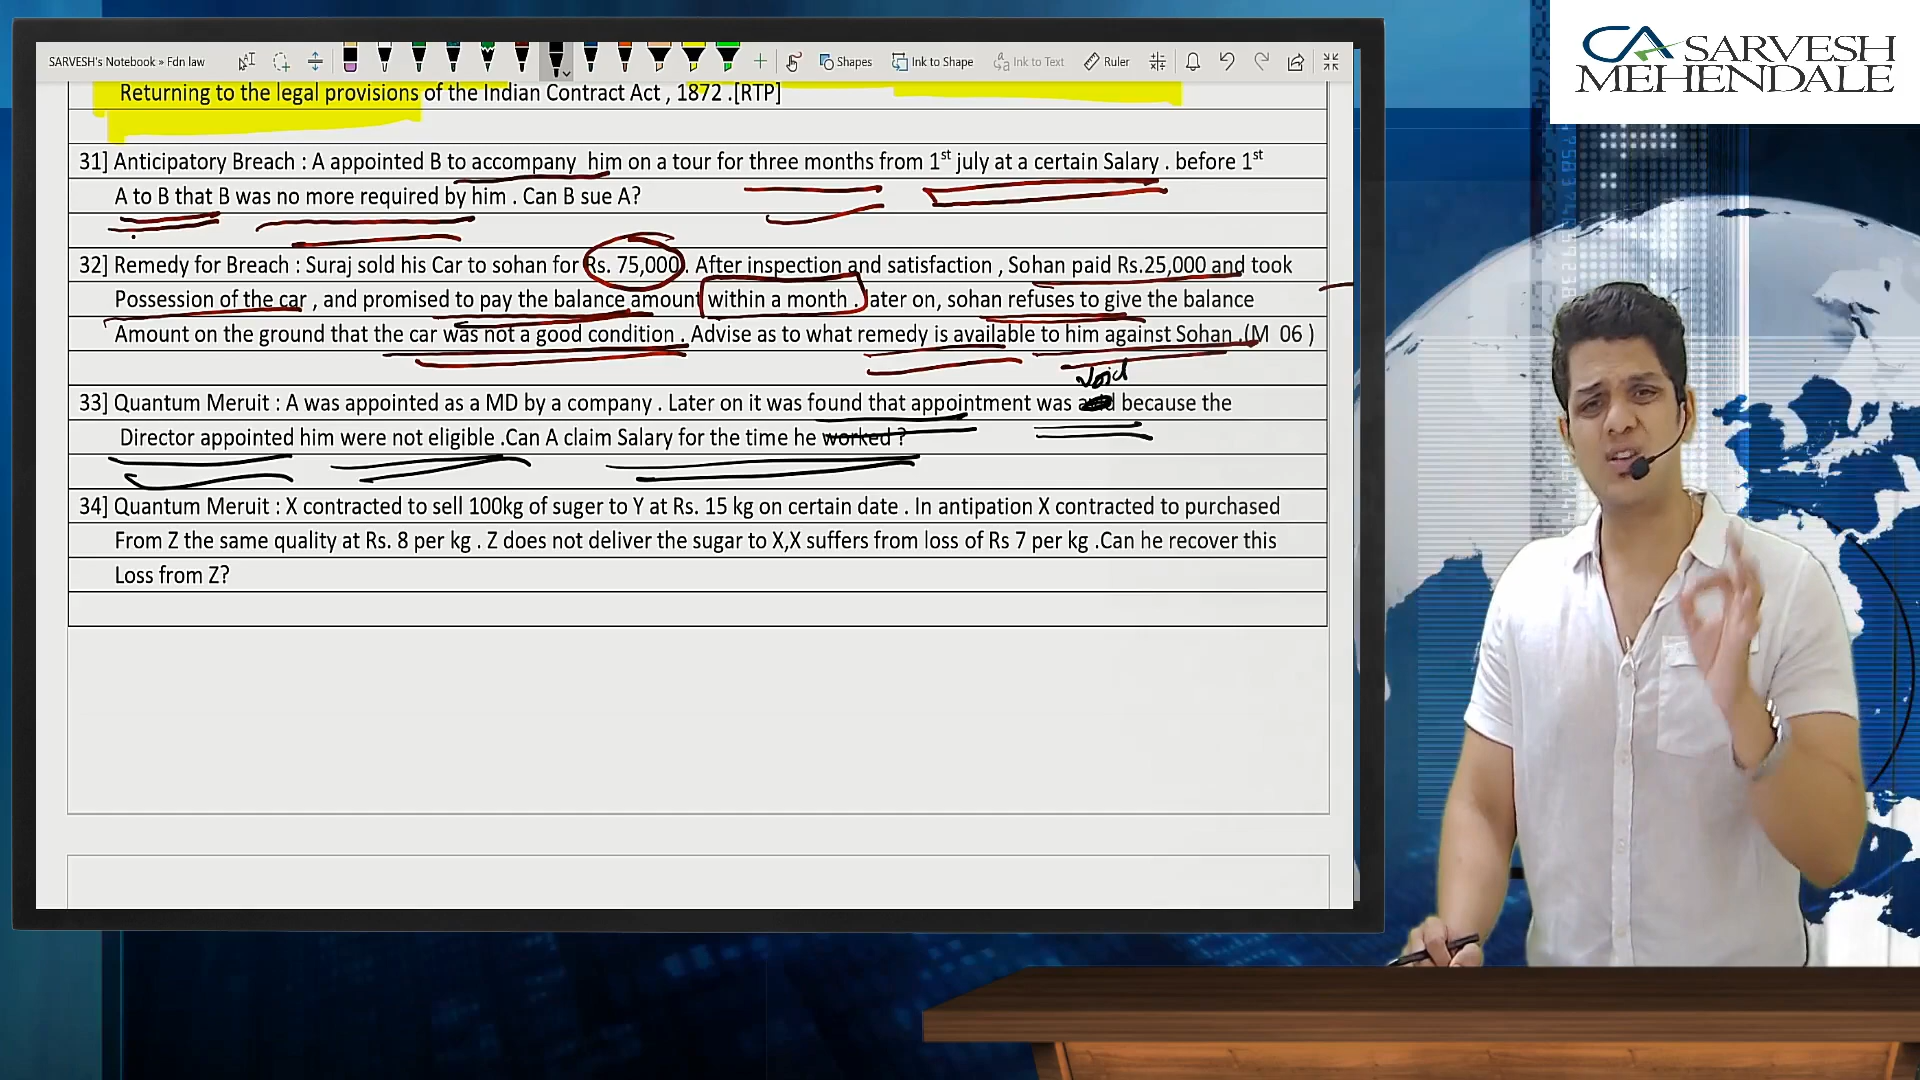 CA SARVESH
MEHENDALE
SARVESH's Notebook » Fdn law
Shapes
Ink to Shape
Ink to Text
Ruler
Returning to the legal provisions of the Indian Contract Act , 1872 .[RTP]
31] Anticipatory Breach : A appointed B to accompany him on a tour for three months from 1st july at a certain Salary . before 1st
A to B that B was no more required by him . Can B sue A?
32] Remedy for Breach : Suraj sold his Car to sohan for Rs. 75,000 . After inspection and satisfaction , Sohan paid Rs.25,000 and took
Possession of the car , and promised to pay the balance amount within a month . later on, sohan refuses to give the balance
Amount on the ground that the car was not a good condition . Advise as to what remedy is available to him against Sohan .(M 06 )
void
33] Quantum Meruit : A was appointed as a MD by a company . Later on it was found that appointment was because the
Director appointed him were not eligible .Can A claim Salary for the time he worked ?
34] Quantum Meruit : X contracted to sell 100kg of suger to Y at Rs. 15 kg on certain date . In antipation X contracted to purchased
From Z the same quality at Rs. 8 per kg . Z does not deliver the sugar to X,X suffers from loss of Rs 7 per kg .Can he recover this
Loss from Z?